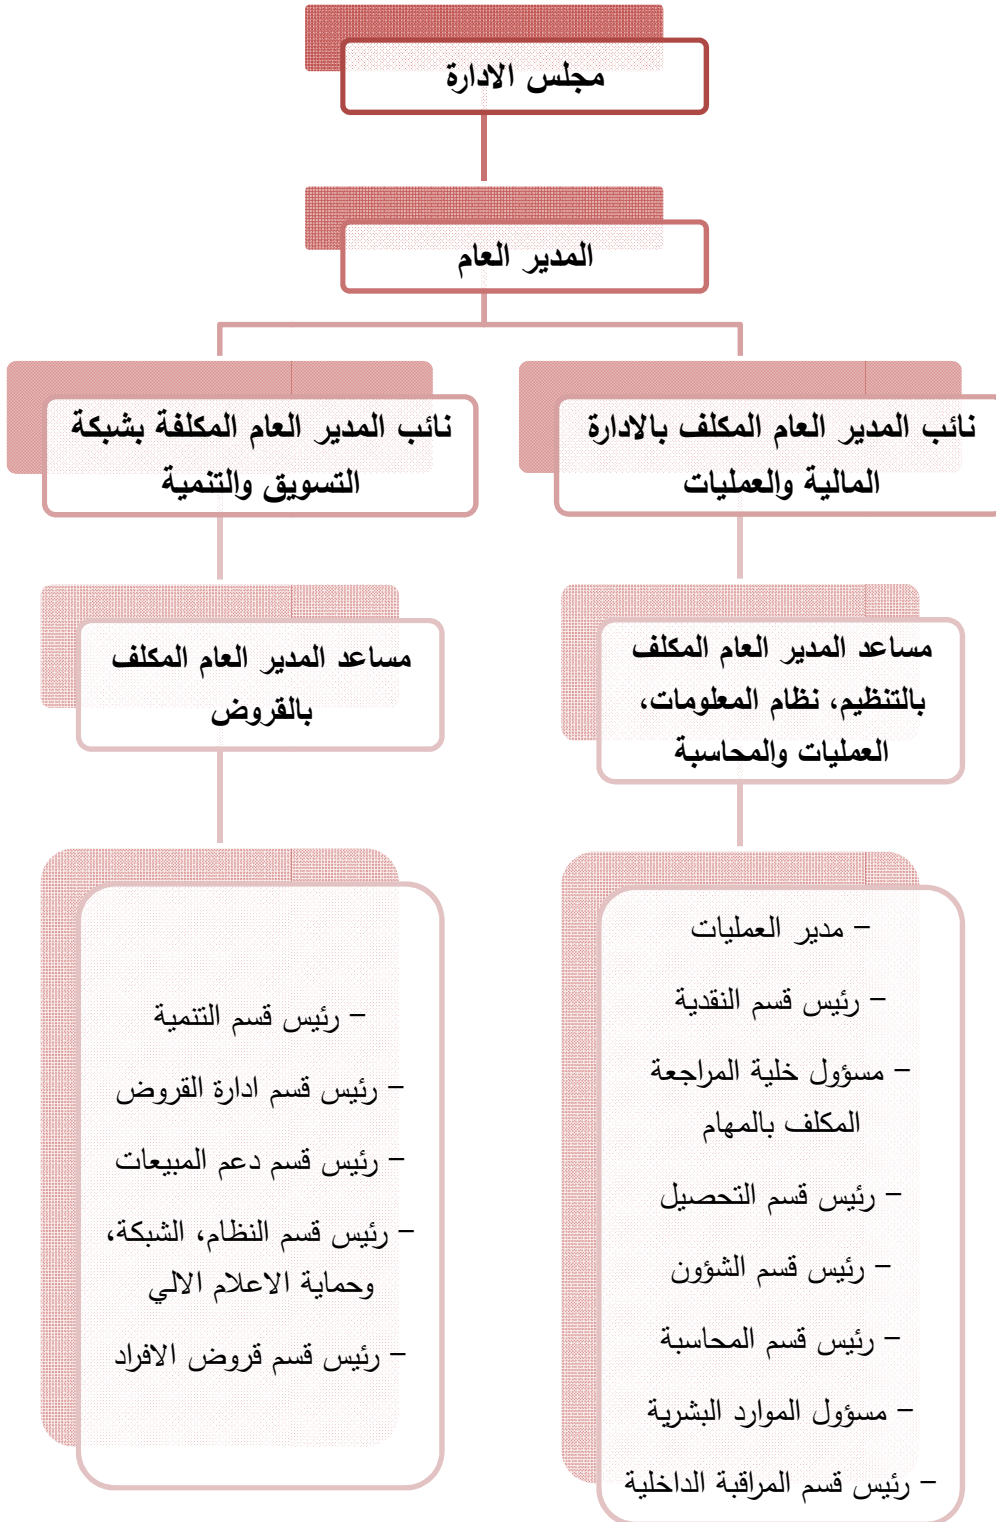 مجلس الادارة
المدير العام
نائب المدير العام المكلف بالادارة
المالية والعمليات
نائب المدير العام المكلفة بشبكة
التسويق والتنمية
مساعد المدير العام المكلف
بالتنظيم، نظام المعلومات،
العمليات والمحاسبة
مساعد المدير العام المكلف
بالقروض
– مدير العمليات
– رئيس قسم النقدية
– مسؤول خلية المراجعة
المكلف بالمهام
– رئيس قسم التحصيل
– رئيس قسم الشؤون
– رئيس قسم المحاسبة
– مسؤول الموارد البشرية
– رئيس قسم المراقبة الداخلية
– رئيس قسم التنمية
– رئيس قسم ادارة القروض
– رئيس قسم دعم المبيعات
– رئيس قسم النظام، الشبكة،
وحماية الاعلام الالي
– رئيس قسم قروض الافراد